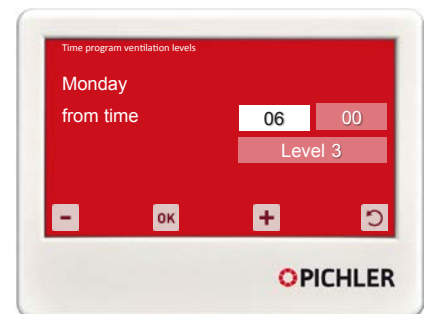 Time program ventilation levels
Monday
from time 06 00
Level 3
- OK +
PICHLER